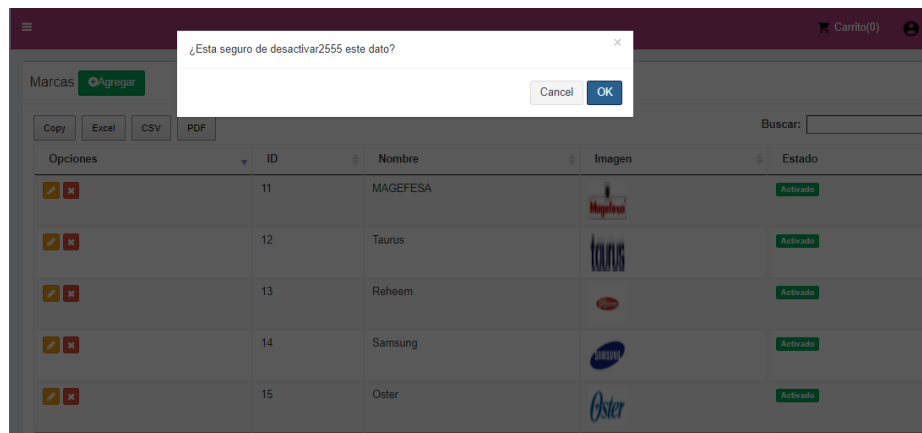 Carrito(0)
¿Esta seguro de desactivar2555 este dato?
×
Cancel OK
Marcas Agregar
Copy Excel CSV PDF Buscar:
Opciones ID Nombre Imagen Estado
11 MAGEFESA Magefesa Activado
12 Taurus taurus Activado
13 Reheem Activado
14 Samsung SAMSUNG Activado
15 Oster Oster Activado